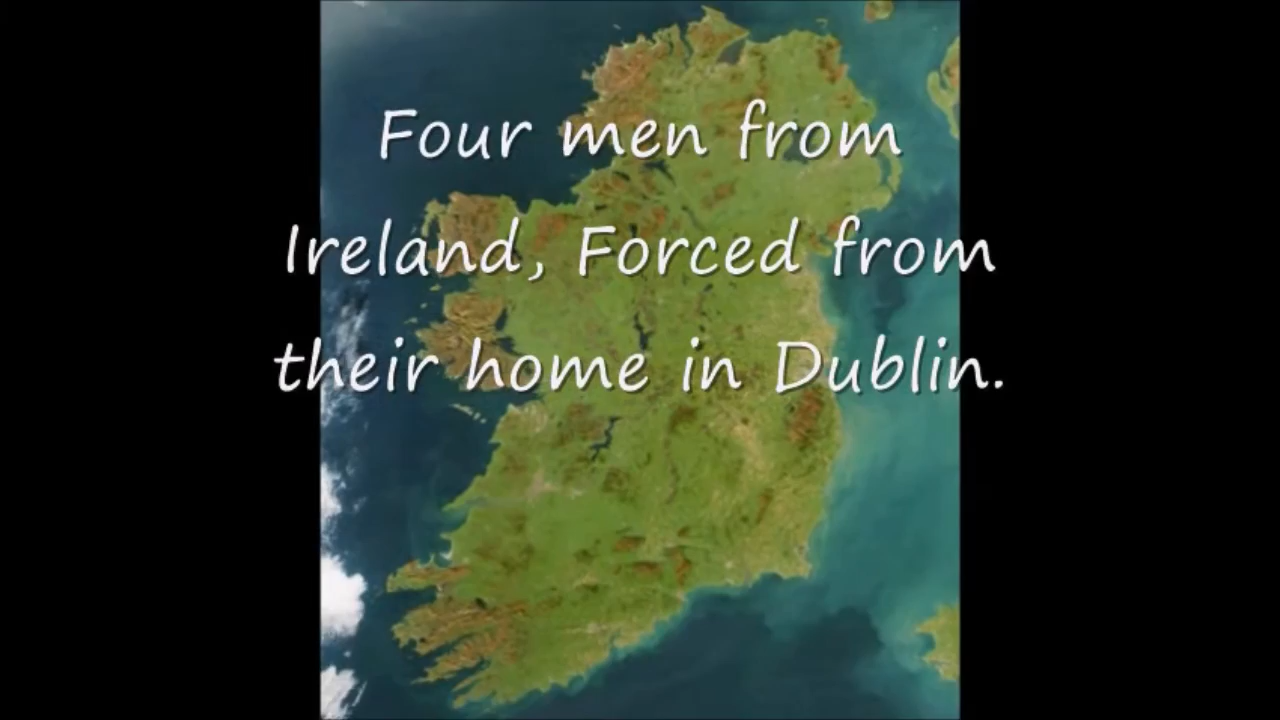 Four men from
Ireland, Forced from
their home in Dublin.